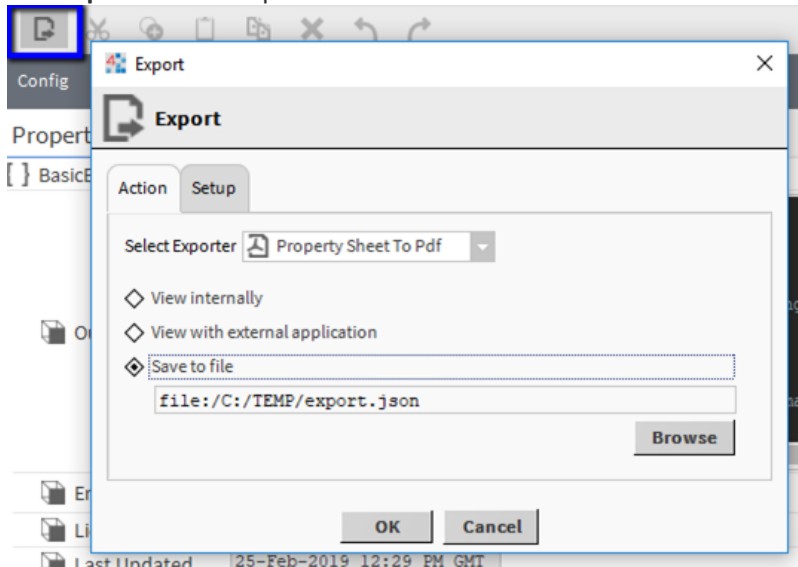 Export
Config
Export
Propert
{ } BasicE
Action Setup
Select Exporter Property Sheet To Pdf
View internally
View with external application
Save to file
file:/C:/TEMP/export.json
Browse
OK Cancel
Last Updated 25-Feb-2019 12:29 PM GMT